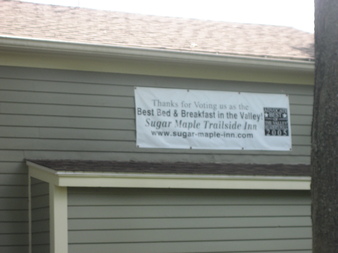 Thanks for Voting us as the
Best Bed & Breakfast in the Valley!
Sugar Maple Trailside Inn
www.sugar-maple-inn.com
2005